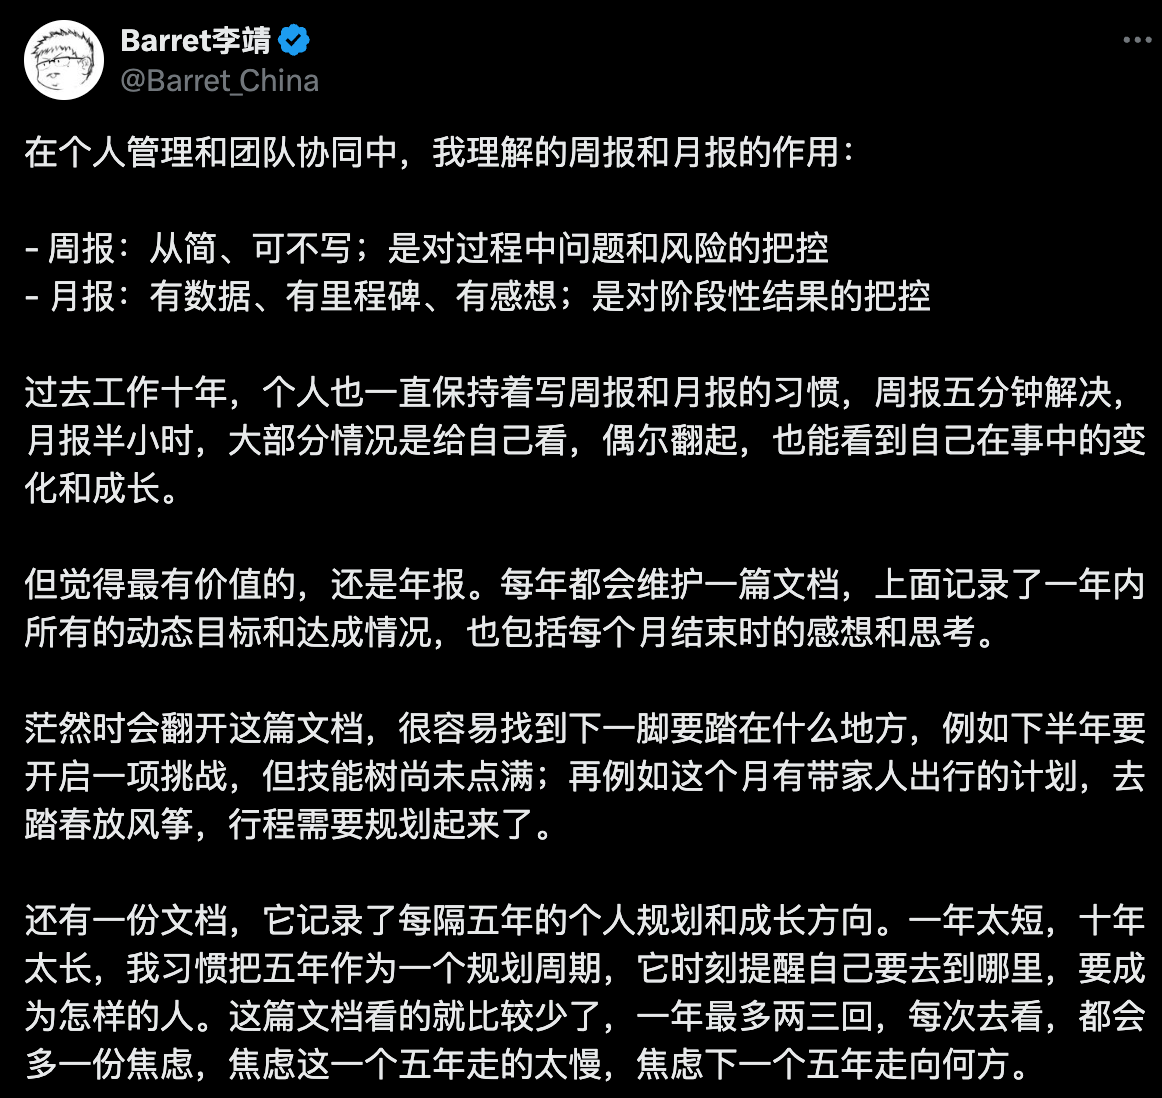 Barret李靖
@Barret_China
在个人管理和团队协同中，我理解的周报和月报的作用：
- 周报：从简、可不写；是对过程中问题和风险的把控
- 月报：有数据、有里程碑、有感想；是对阶段性结果的把控
过去工作十年，个人也一直保持着写周报和月报的习惯，周报五分钟解决，
月报半小时，大部分情况是给自己看，偶尔翻起，也能看到自己在事中的变
化和成长。
但觉得最有价值的，还是年报。每年都会维护一篇文档，上面记录了一年内
所有的动态目标和达成情况，也包括每个月结束时的感想和思考。
茫然时会翻开这篇文档，很容易找到下一脚要踏在什么地方，例如下半年要
开启一项挑战，但技能树尚未点满；再例如这个月有带家人出行的计划，去
踏春放风筝，行程需要规划起来了。
还有一份文档，它记录了每隔五年的个人规划和成长方向。一年太短，十年
太长，我习惯把五年作为一个规划周期，它时刻提醒自己要去到哪里，要成
为怎样的人。这篇文档看的就比较少了，一年最多两三回，每次去看，都会
多一份焦虑，焦虑这一个五年走的太慢，焦虑下一个五年走向何方。